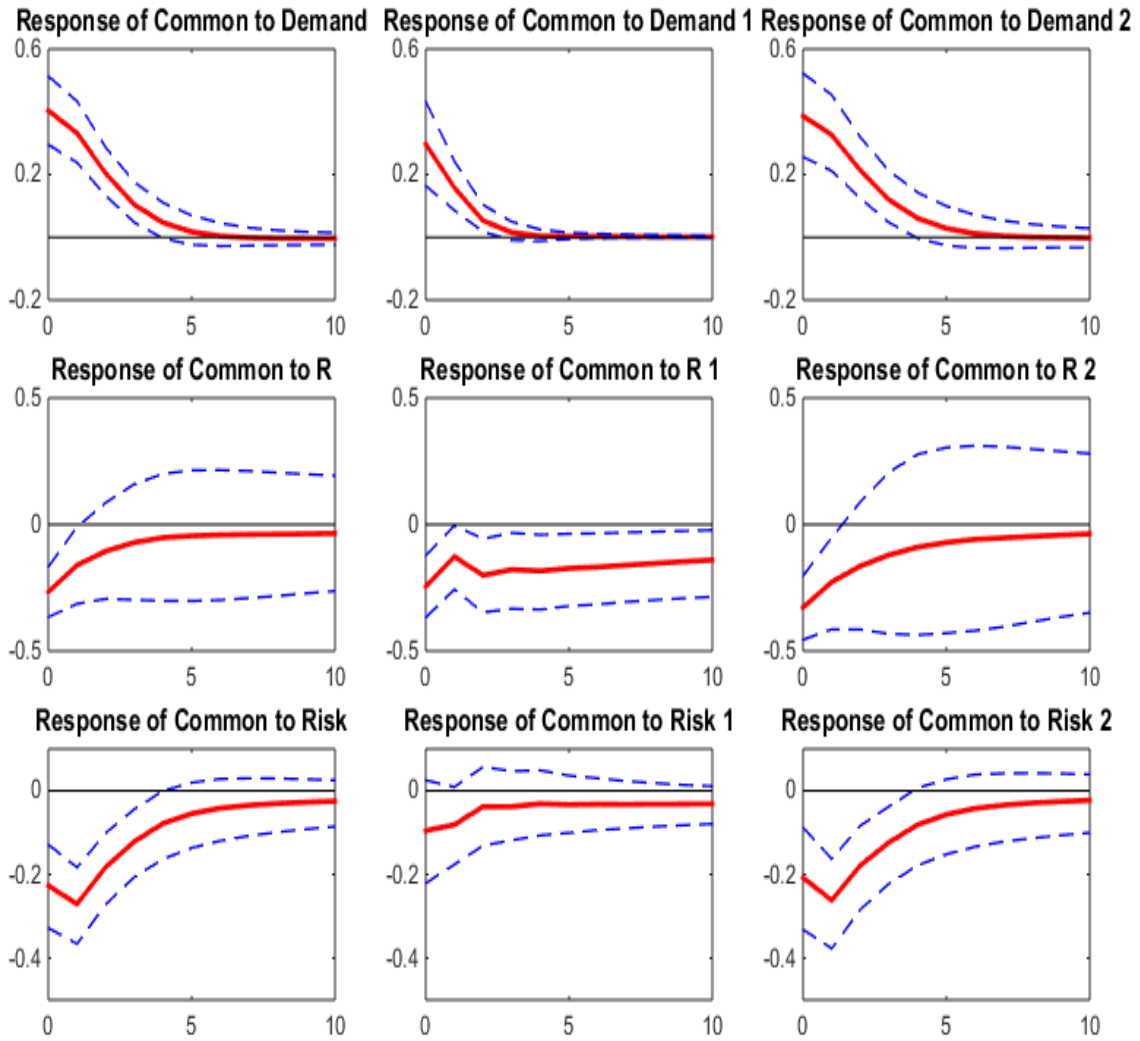 Response of Common to Demand Response of Common to Demand 1 Response of Common to Demand 2
0.6 0.6 0.6
0.2 0.2 0.2
-0.2 -0.2 -0.2
0 5 10 0 5 10 0 5 10
Response of Common to R Response of Common to R 1 Response of Common to R 2
0.5 0.5 0.5
0 0 0
-0.5 -0.5 -0.5
0 5 10 0 5 10 0 5 10
Response of Common to Risk Response of Common to Risk 1 Response of Common to Risk 2
0 0 0
-0.2 -0.2 -0.2
-0.4 -0.4 -0.4
0 5 10 0 5 10 0 5 10